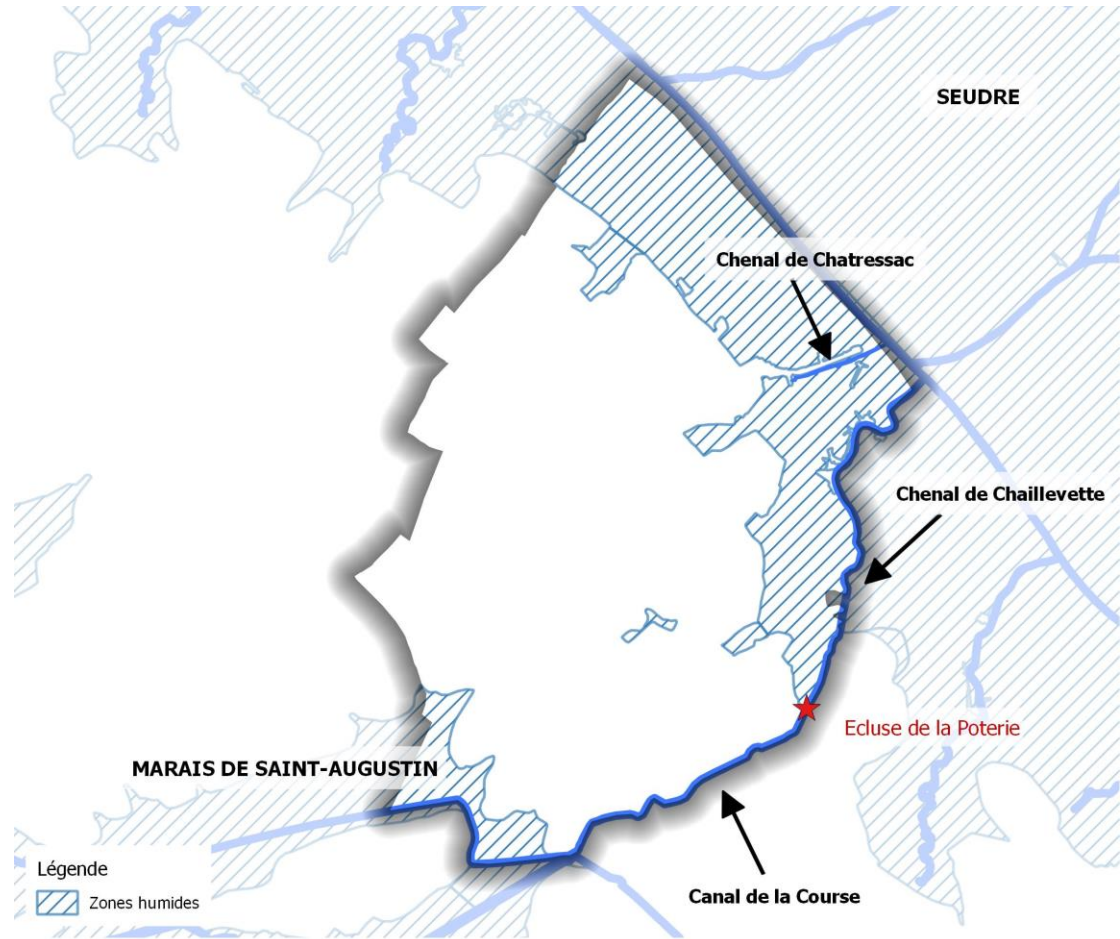 SEUDRE
Chenal de Chatressac
Chenal de Chaillevette
Ecluse de la Poterie
MARAIS DE SAINT-AUGUSTIN
Canal de la Course
Légende
Zones humides